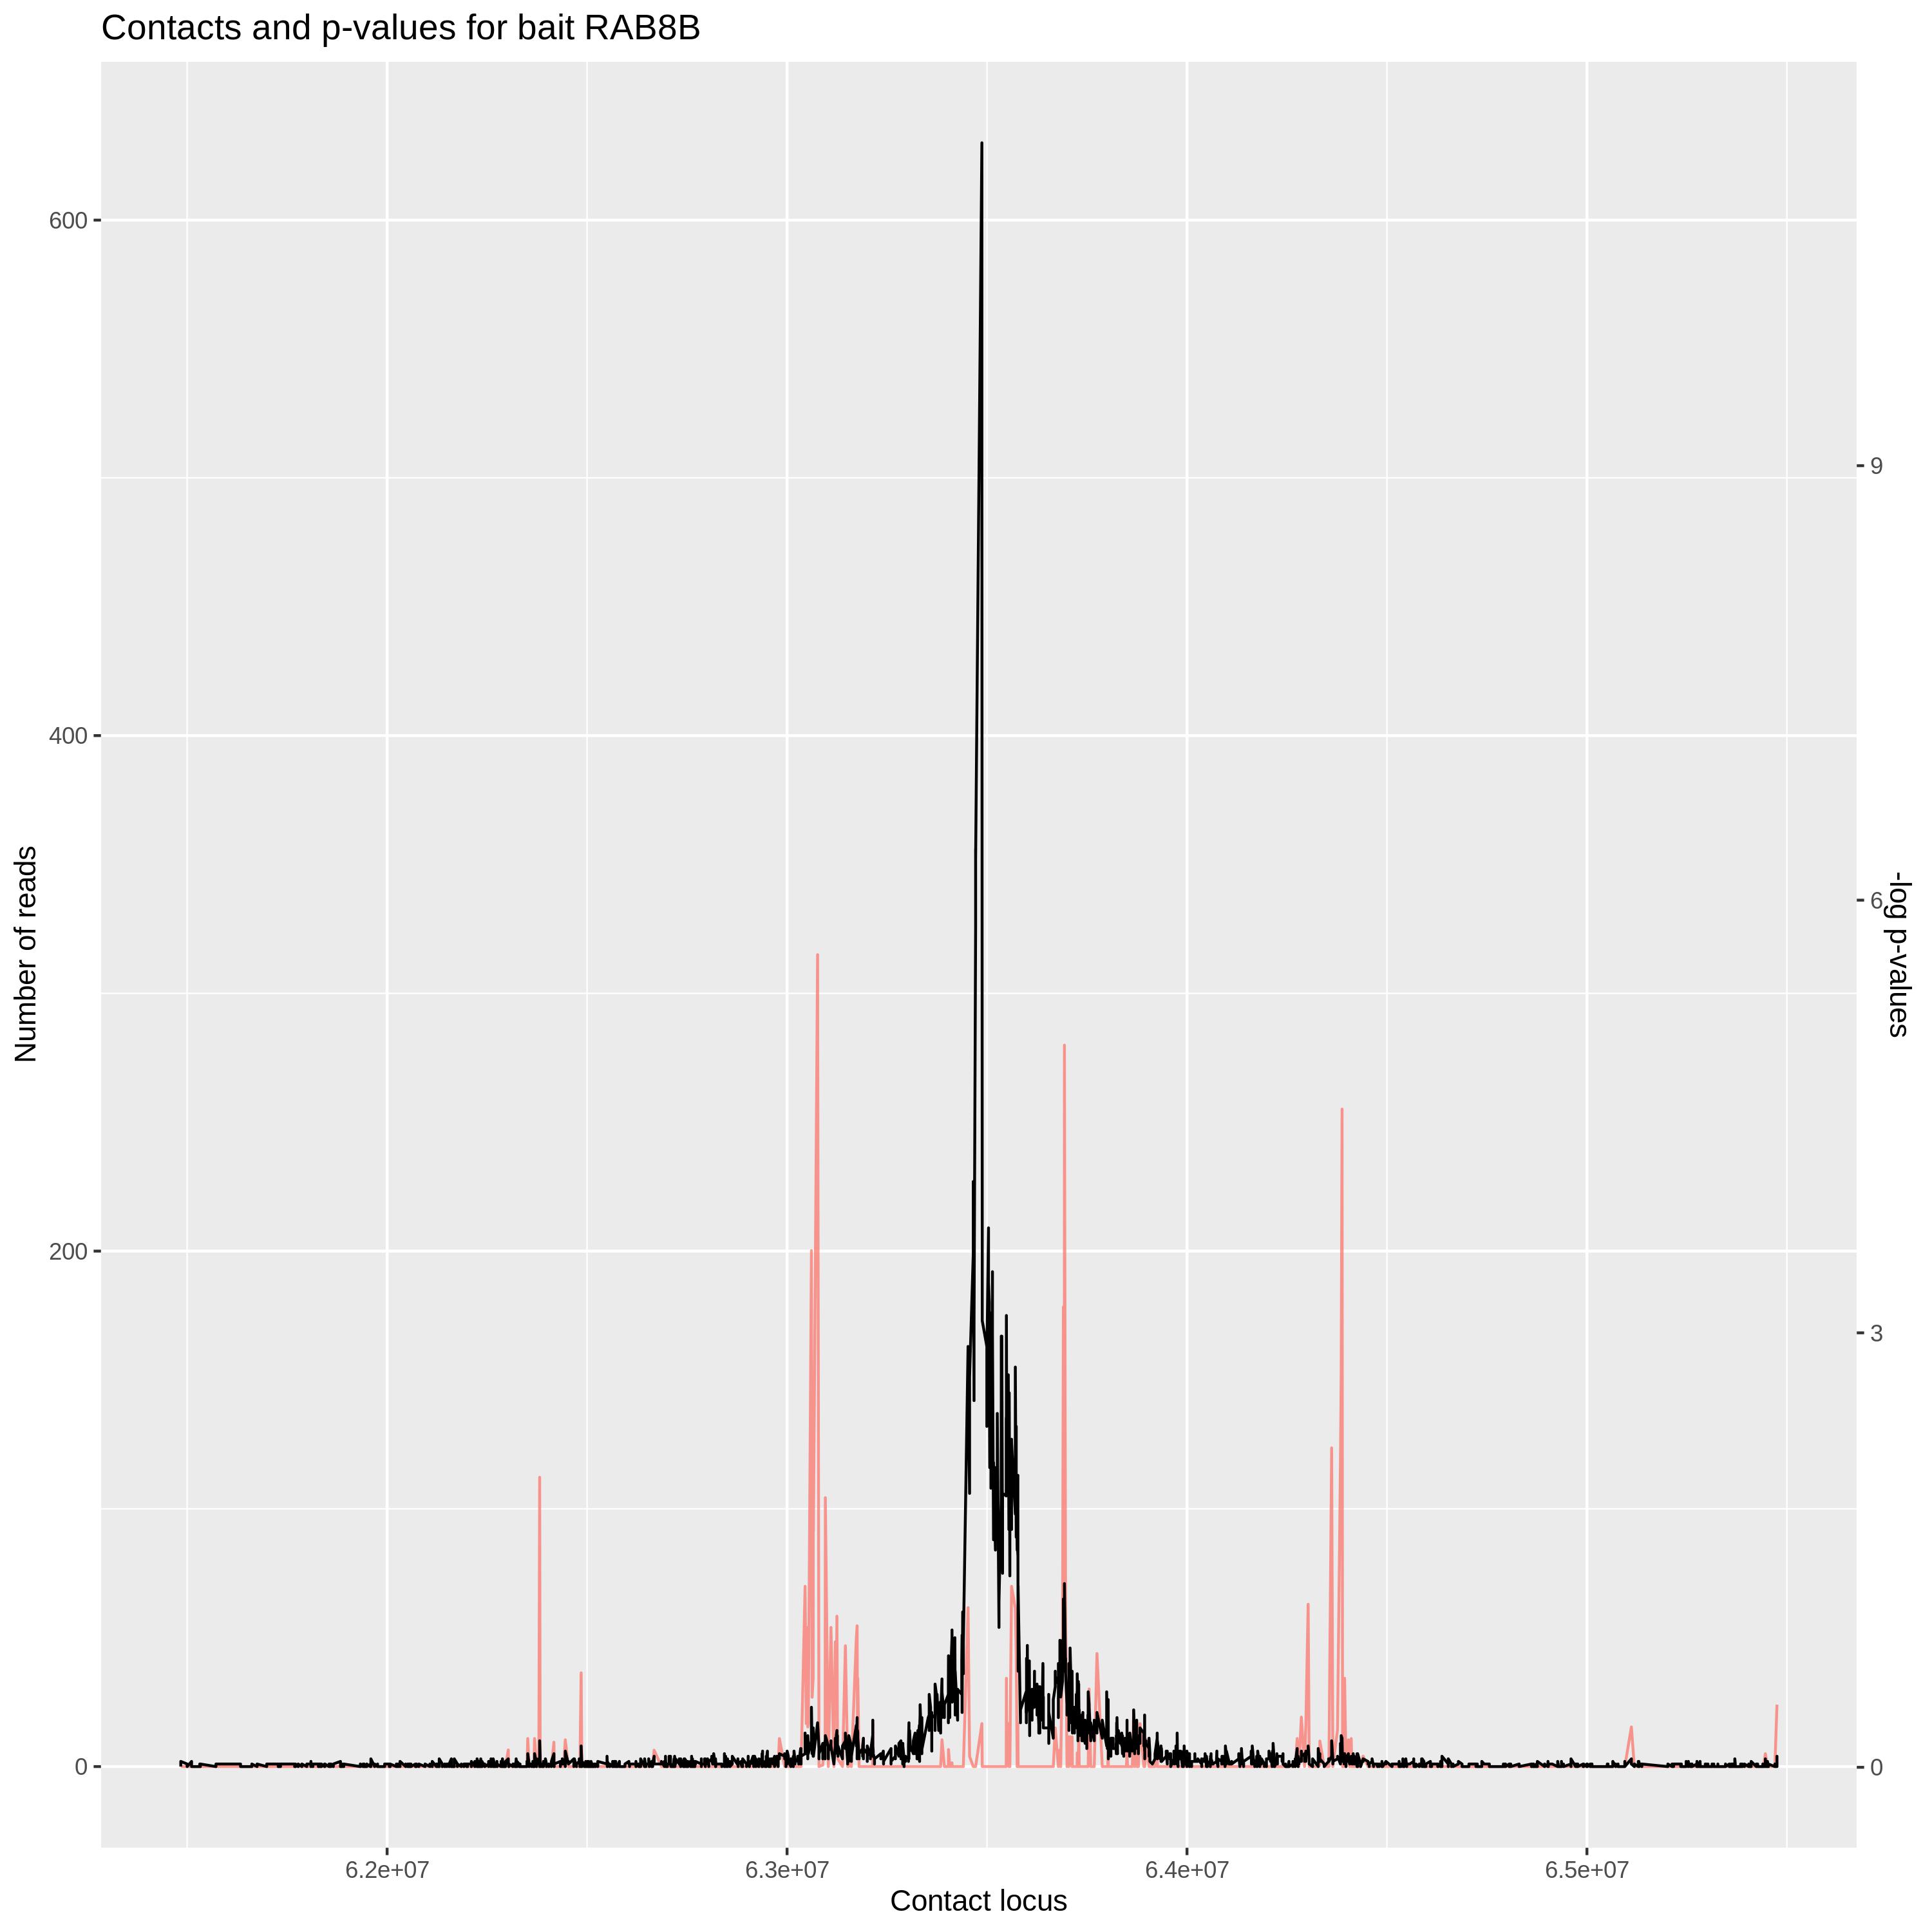 Contacts and p-values for bait RAB8B
600
400
200
0
Number of reads
9
6
3
0
-log p-values
6.2e+07
6.3e+07
6.4e+07
6.5e+07
Contact locus